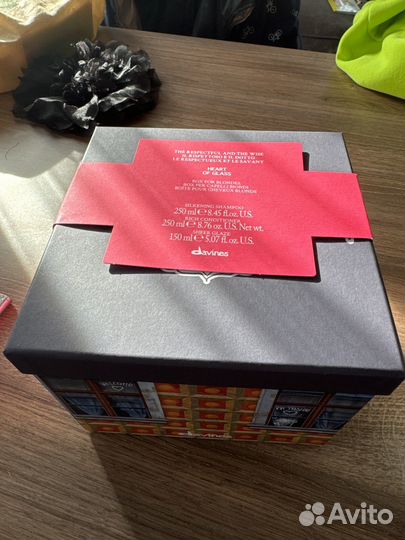 THE RESPECTFUL AND THE WISE
IL RISPETTOSO E IL DOTTO
LE RESPECTUEUX ET LE SAVANT
HEART
OF GLASS
BOX FOR BLONDES
BOX PER CAPELLI BIONDI
BOITE POUR CHEVEUX BLONDS
SILKENING SHAMPOO
250 ml ℮ 8.45 fl. oz. U.S.
RICH CONDITIONER
250 ml ℮ 8.76 oz. U.S. Net wt.
SHEER GLAZE
150 ml ℮ 5.07 fl. oz. U.S.
davines
davines
Avito